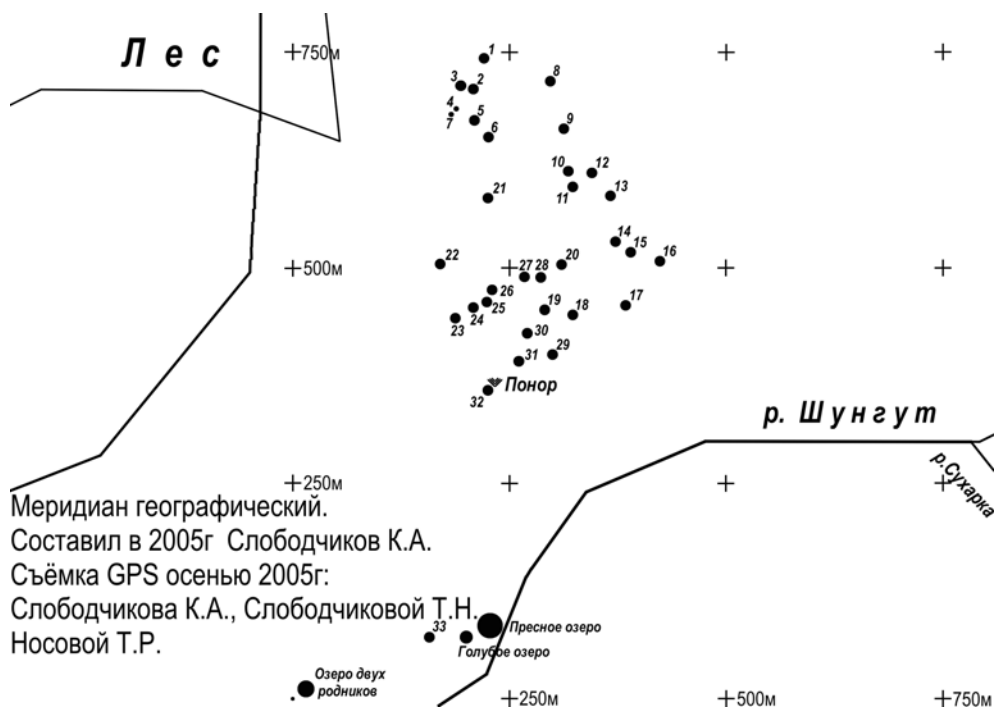 Л е с
750м
1
2
3
8
4
5
7
6
9
10
12
11
13
21
14
15
16
22
500м
27
28
20
26
25
24
23
19
18
17
30
31
29
Понор
32
р. Ш у н г у т
р.Сухарка
250м
Меридиан географический.
Составил в 2005г Слободчиков К.А.
Съёмка GPS осенью 2005г:
Слободчикова К.А., Слободчиковой Т.Н.
Носовой Т.Р.
33
Пресное озеро
Голубое озеро
Озеро двух
родников
250м
500м
750м